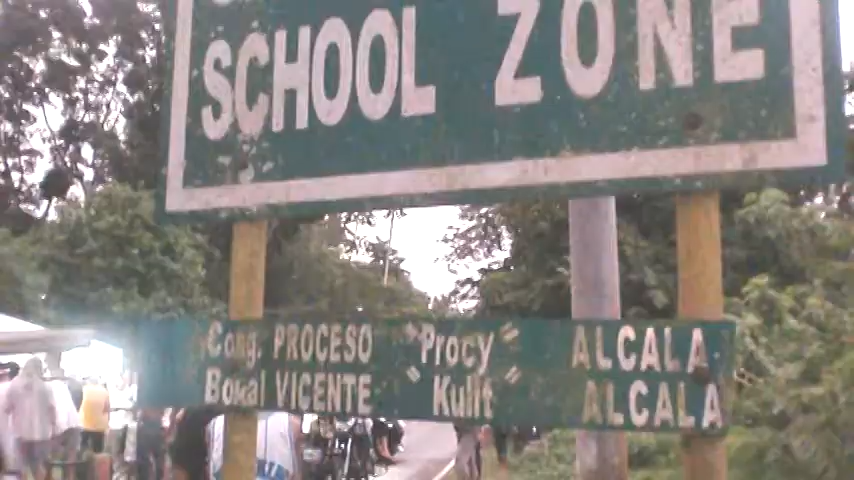 SCHOOL ZONE
Cong. PROCESO "Procy" ALCALA
Bokal VICENTE "Kulit" ALCALA